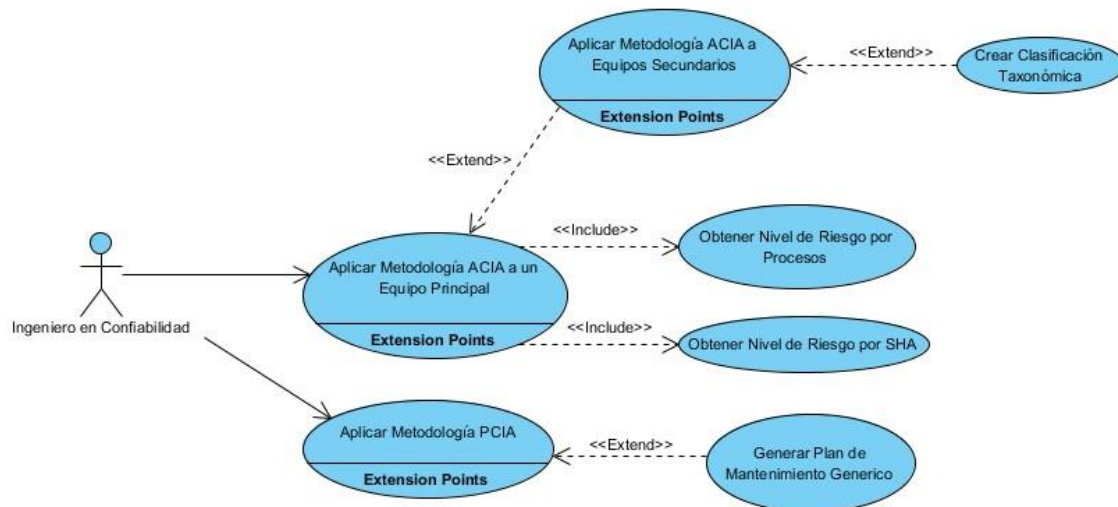 Aplicar Metodología ACIA a
Equipos Secundarios
Extension Points
<<Extend>>
Crear Clasificación
Taxonómica
<<Extend>>
Aplicar Metodología ACIA a un
Equipo Principal
Extension Points
<<Include>>
Obtener Nivel de Riesgo por
Procesos
<<Include>>
Obtener Nivel de Riesgo por SHA
Ingeniero en Confiabilidad
Aplicar Metodología PCIA
Extension Points
<<Extend>>
Generar Plan de
Mantenimiento Generico